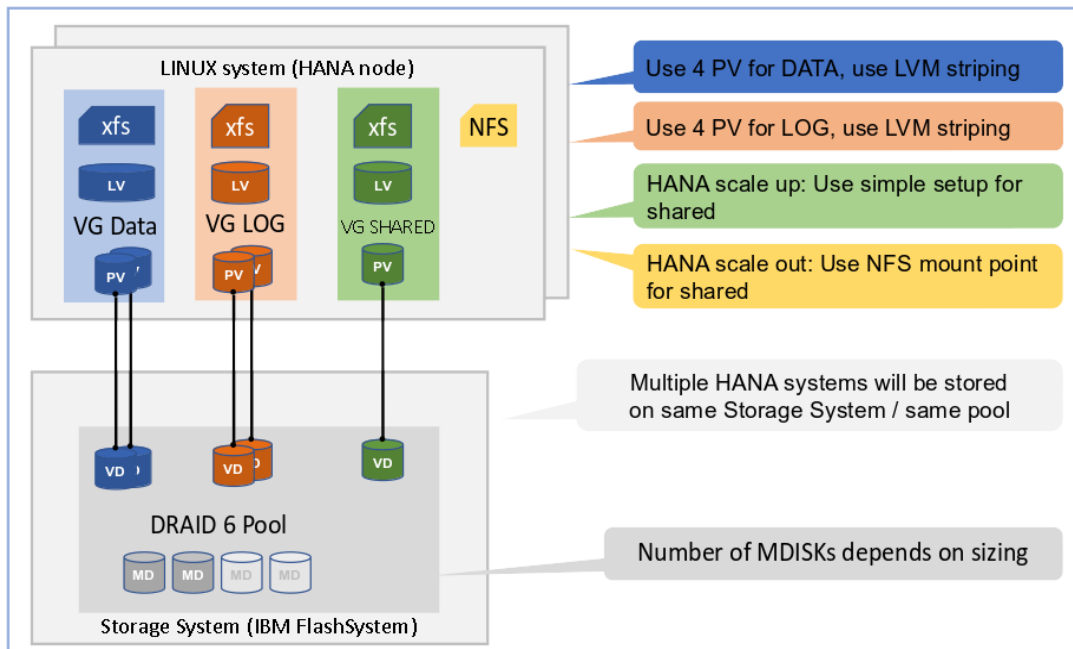 LINUX system (HANA node)
xfs
xfs
xfs
NFS
LV
LV
LV
VG Data
VG LOG
VG SHARED
PV
PV
PV
Use 4 PV for DATA, use LVM striping
Use 4 PV for LOG, use LVM striping
HANA scale up: Use simple setup for
shared
HANA scale out: Use NFS mount point
for shared
Multiple HANA systems will be stored
on same Storage System / same pool
VD
VD
VD
DRAID 6 Pool
MD
MD
MD
MD
Number of MDISKs depends on sizing
Storage System (IBM FlashSystem)